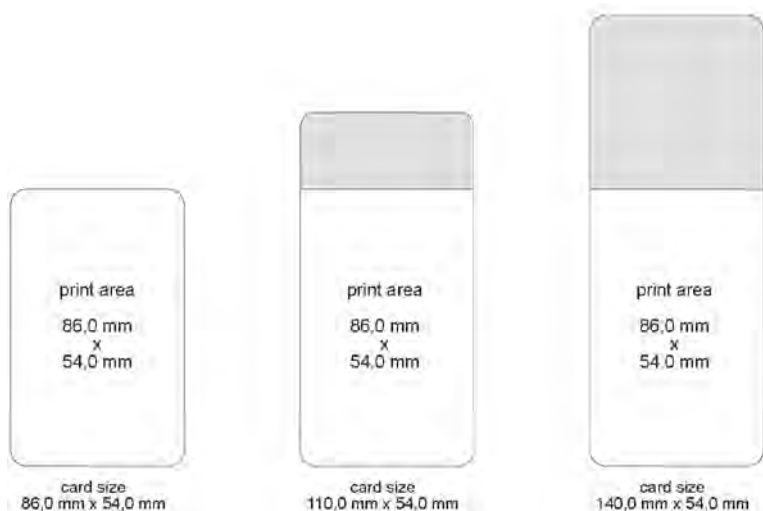 print area
86,0 mm
x
54,0 mm
card size
86,0 mm x 54,0 mm
print area
86,0 mm
x
54,0 mm
card size
110,0 mm x 54,0 mm
print area
86,0 mm
x
54,0 mm
card size
140,0 mm x 54,0 mm